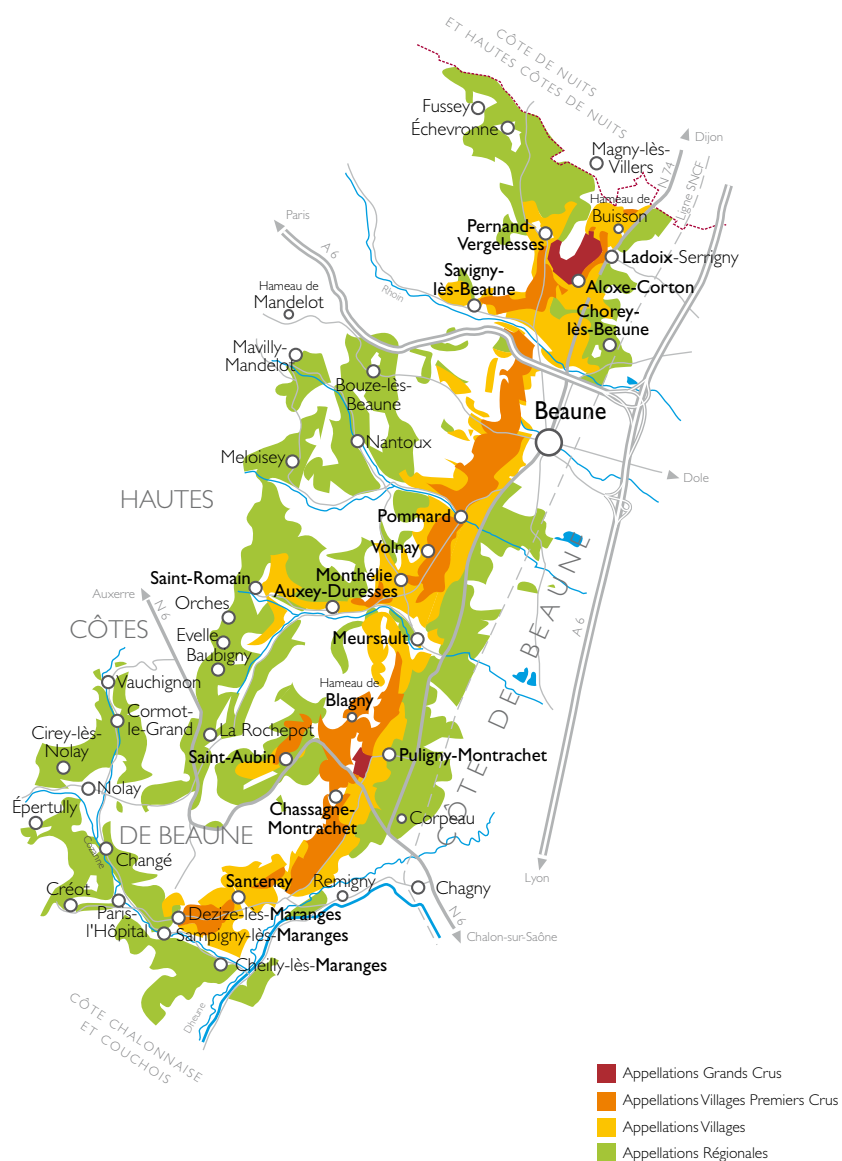 CÔTE DE NUITS
ET HAUTES CÔTES DE NUITS
Fussey
Échevronne
Magny-lès-
Villers
Dijon
N 74
Ligne SNCF
Hameau de
Buisson
Paris
A 6
Pernand-
Vergelesses
Ladoix-Serrigny
Savigny-
lès-Beaune
Aloxe-Corton
Rhoin
Hameau de
Mandelot
Chorey-
lès-Beaune
Mavilly-
Mandelot
Bouze-lès-
Beaune
Beaune
Nantoux
Meloisey
Dole
HAUTES
Pommard
Volnay
Saint-Romain
Monthélie
Auxey-Duresses
Auxerre
N 6
Orches
CÔTES
Evelle
Baubigny
Meursault
A 6
CÔTE DE BEAUNE
Vauchignon
Hameau de
Blagny
Cormot-
le-Grand
La Rochepot
Cirey-lès-
Nolay
Saint-Aubin
Puligny-Montrachet
Nolay
Épertully
Chassagne-
Montrachet
Corpeau
DE BEAUNE
Cozanne
Changé
Lyon
Santenay
Remigny
Chagny
Créot
Paris-
l'Hôpital
Dezize-lès-Maranges
N 6
Sampigny-lès-Maranges
Chalon-sur-Saône
Cheilly-lès-Maranges
Dheune
CÔTE CHALONNAISE
ET COUCHOIS
Appellations Grands Crus
Appellations Villages Premiers Crus
Appellations Villages
Appellations Régionales